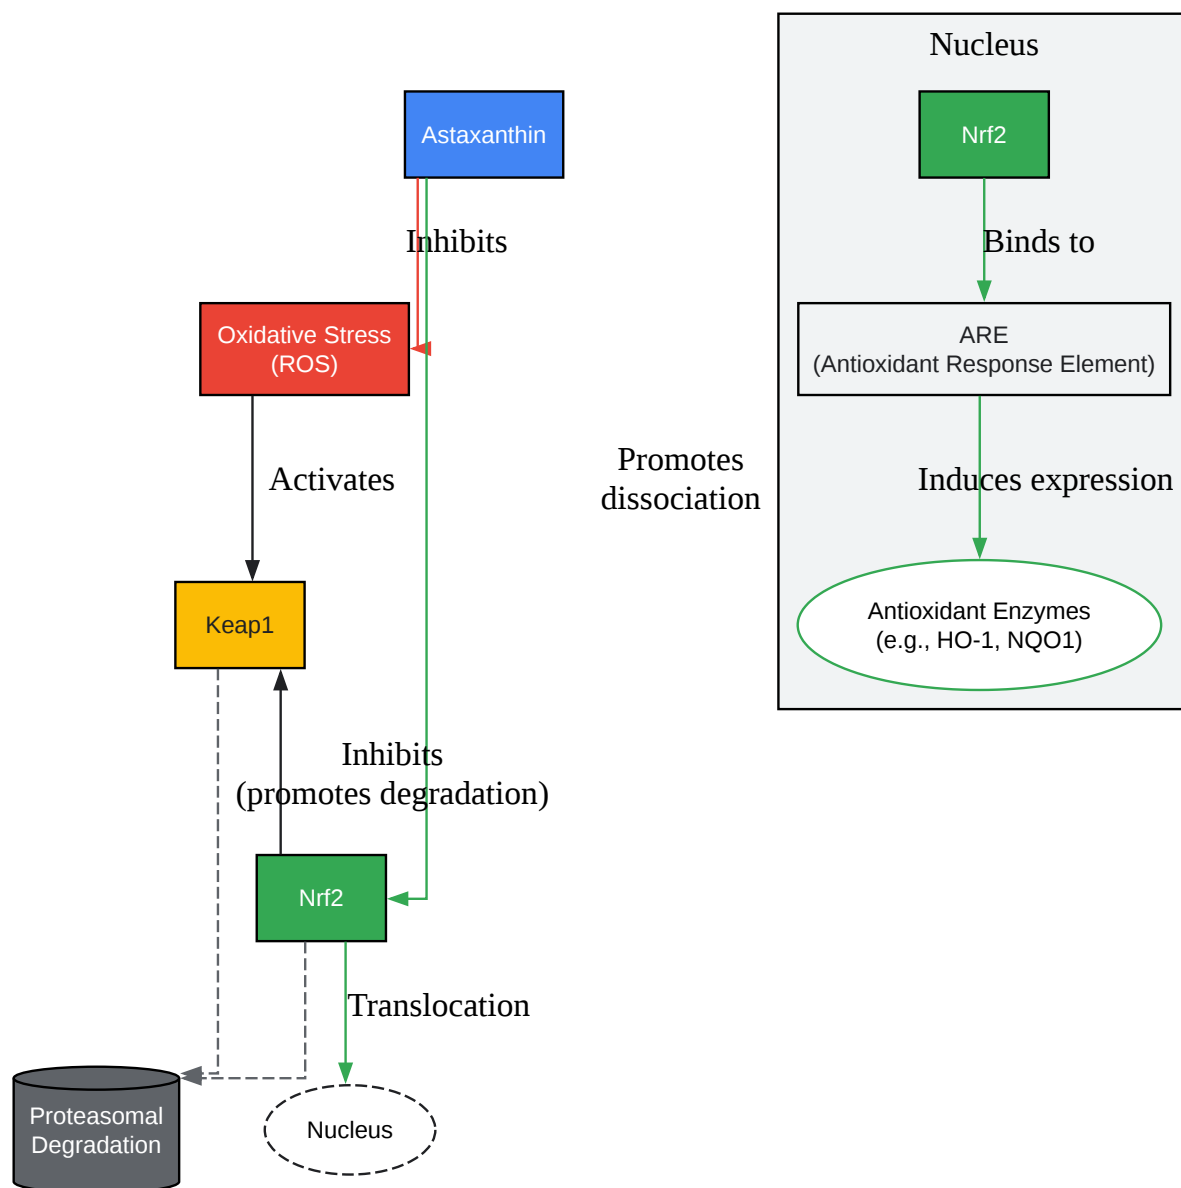 Nucleus
Astaxanthin
Nrf2
Inhibits
Binds to
Oxidative Stress
(ROS)
ARE
(Antioxidant Response Element)
Activates
Promotes
dissociation
Induces expression
Keap1
Antioxidant Enzymes
(e.g., HO-1, NQO1)
Inhibits
(promotes degradation)
Nrf2
Translocation
Proteasomal
Degradation
Nucleus